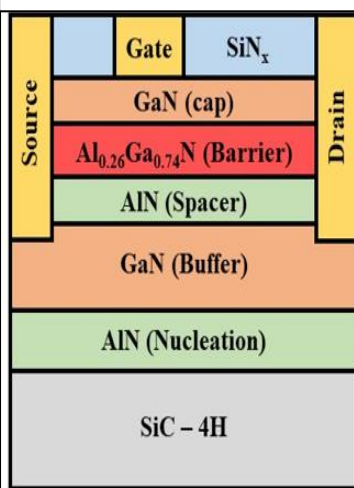 Source
Gate
SiNₓ
Drain
GaN (cap)
Al₀.₂₆Ga₀.₇₄N (Barrier)
AlN (Spacer)
GaN (Buffer)
AlN (Nucleation)
SiC – 4H